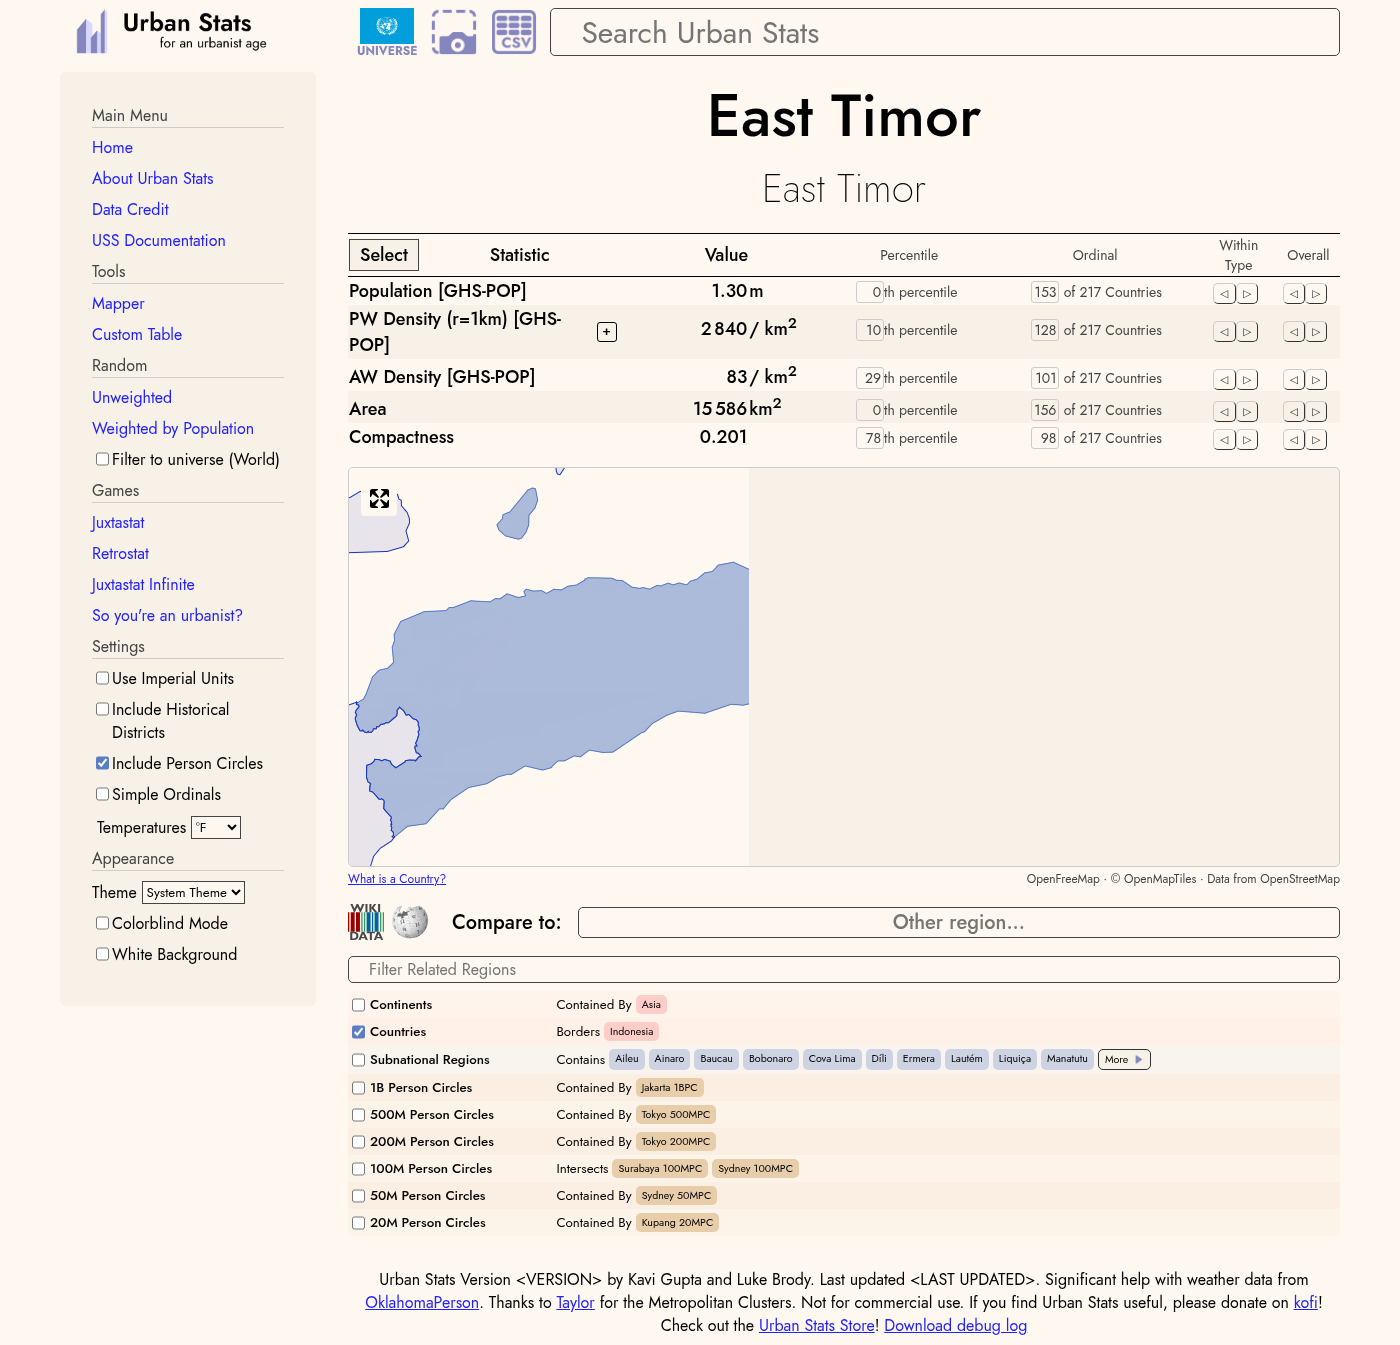 Urban Stats
for an urbanist age
UNIVERSE
CSV
Search Urban Stats
Main Menu
Home
About Urban Stats
Data Credit
USS Documentation
Tools
Mapper
Custom Table
Random
Unweighted
Weighted by Population
Filter to universe (World)
Games
Juxtastat
Retrostat
Juxtastat Infinite
So you're an urbanist?
Settings
Use Imperial Units
Include Historical
Districts
Include Person Circles
Simple Ordinals
Temperatures °F
Appearance
Theme System Theme
Colorblind Mode
White Background
East Timor
East Timor
Select Statistic Value Percentile Ordinal Within Type Overall
Population [GHS-POP] 1.30 m 0th percentile 153 of 217 Countries
PW Density (r=1km) [GHS-POP] + 2 840 / km² 10th percentile 128 of 217 Countries
AW Density [GHS-POP] 83 / km² 29th percentile 101 of 217 Countries
Area 15 586 km² 0th percentile 156 of 217 Countries
Compactness 0.201 78th percentile 98 of 217 Countries
What is a Country? OpenFreeMap · © OpenMapTiles · Data from OpenStreetMap
WIKI
DATA
Compare to: Other region...
Filter Related Regions
Continents Contained By Asia
Countries Borders Indonesia
Subnational Regions Contains Aileu Ainaro Baucau Bobonaro Cova Lima Díli Ermera Lautém Liquiça Manatutu More
1B Person Circles Contained By Jakarta 1BPC
500M Person Circles Contained By Tokyo 500MPC
200M Person Circles Contained By Tokyo 200MPC
100M Person Circles Intersects Surabaya 100MPC Sydney 100MPC
50M Person Circles Contained By Sydney 50MPC
20M Person Circles Contained By Kupang 20MPC
Urban Stats Version <VERSION> by Kavi Gupta and Luke Brody. Last updated <LAST UPDATED>. Significant help with weather data from
OklahomaPerson. Thanks to Taylor for the Metropolitan Clusters. Not for commercial use. If you find Urban Stats useful, please donate on kofi!
Check out the Urban Stats Store! Download debug log